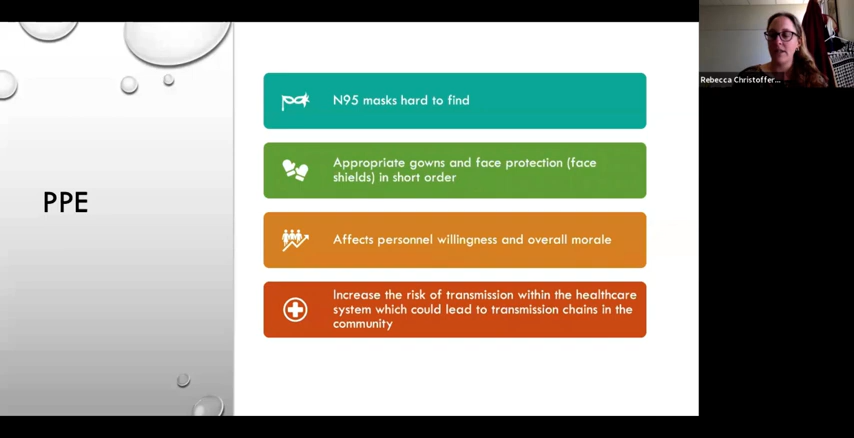 PPE
N95 masks hard to find
Appropriate gowns and face protection (face
shields) in short order
Affects personnel willingness and overall morale
Increase the risk of transmission within the healthcare
system which could lead to transmission chains in the
community
Rebecca Christoffer...